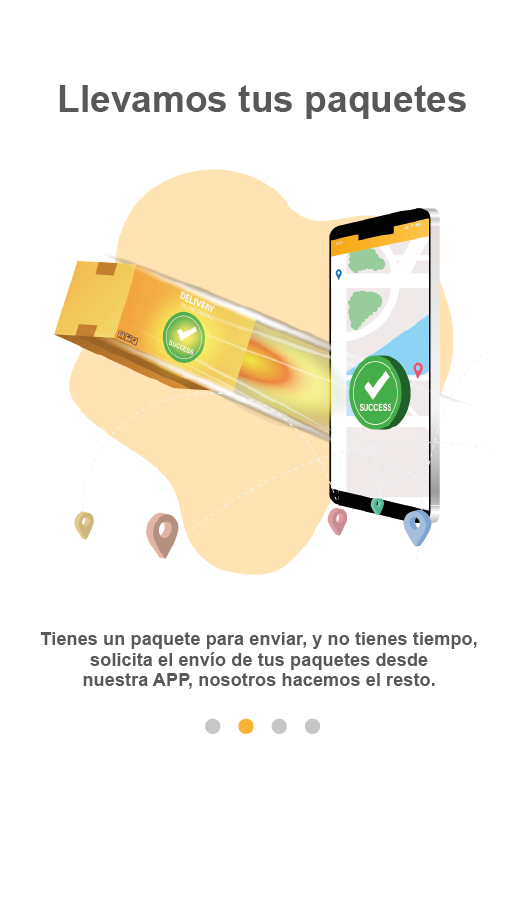 Llevamos tus paquetes
DELIVERY
SUCCESS
SUCCESS
Tienes un paquete para enviar, y no tienes tiempo,
solicita el envío de tus paquetes desde
nuestra APP, nosotros hacemos el resto.